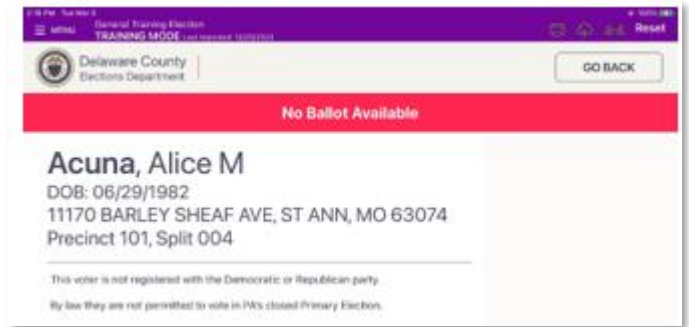 General Training Election
MENU
TRAINING MODE
Reset
Delaware County
Elections Department
GO BACK
No Ballot Available
Acuna, Alice M
DOB: 06/29/1982
11170 BARLEY SHEAF AVE, ST ANN, MO 63074
Precinct 101, Split 004
This voter is not registered with the Democratic or Republican party
By law they are not permitted to vote in PA's closed Primary Election.